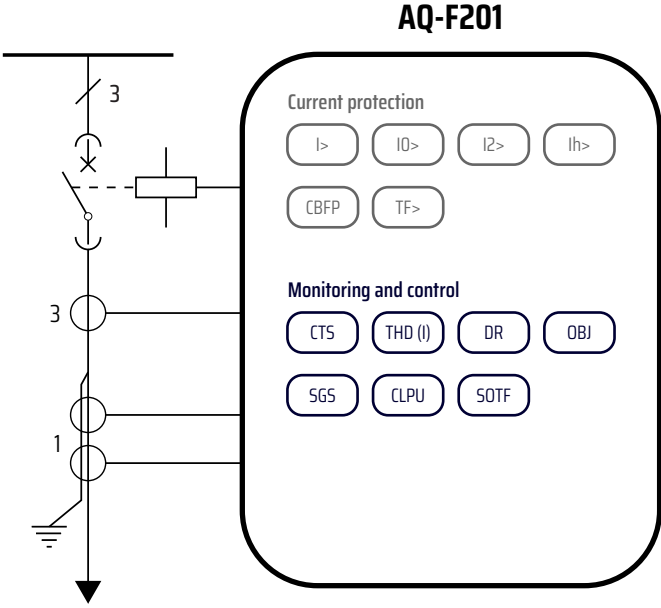 AQ-F201
3
Current protection
I> I0> I2> Ih>
CBFP TF>
Monitoring and control
3
CTS THD (I) DR OBJ
SGS CLPU SOTF
1